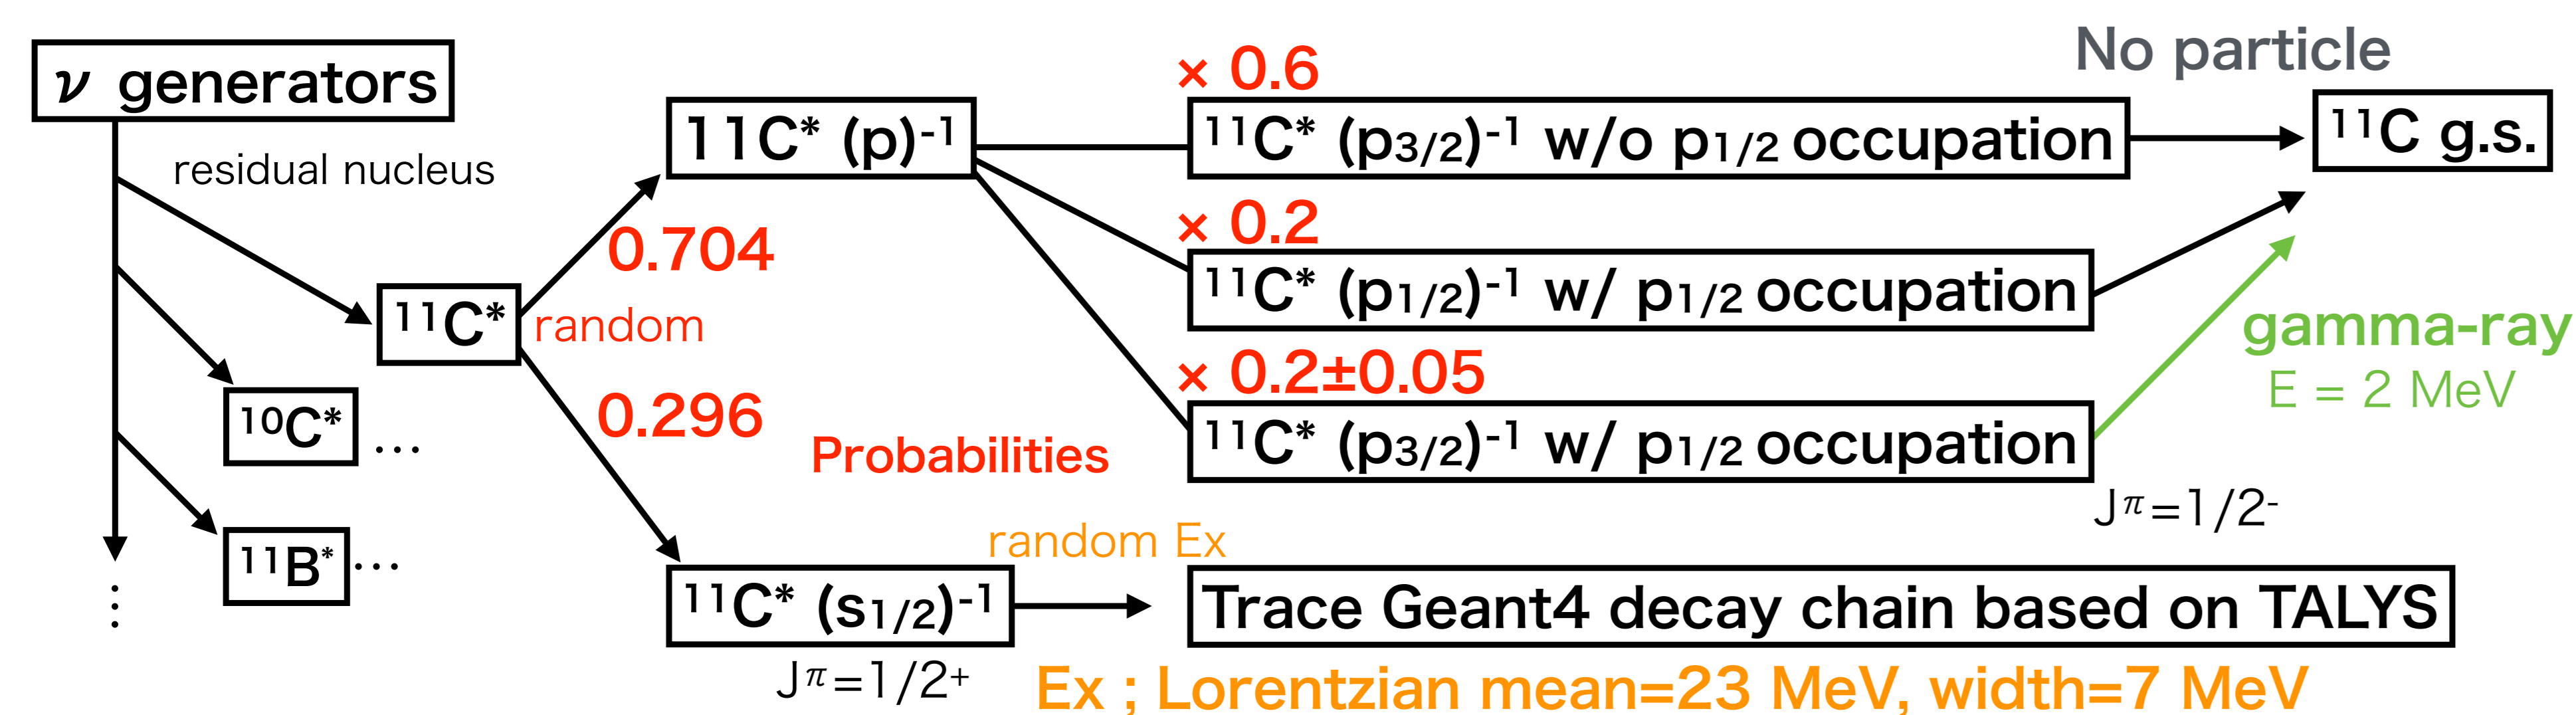 ν generators
residual nucleus
¹¹C*
¹⁰C* ...
¹¹B* ...
⋮
0.704
random
0.296
Probabilities
11C* (p)⁻¹
× 0.6
¹¹C* (p3/2)⁻¹ w/o p1/2 occupation
× 0.2
¹¹C* (p1/2)⁻¹ w/ p1/2 occupation
× 0.2±0.05
¹¹C* (p3/2)⁻¹ w/ p1/2 occupation
Jπ=1/2⁻
No particle
¹¹C g.s.
gamma-ray
E = 2 MeV
¹¹C* (s1/2)⁻¹
Jπ=1/2⁺
random Ex
Trace Geant4 decay chain based on TALYS
Ex ; Lorentzian mean=23 MeV, width=7 MeV